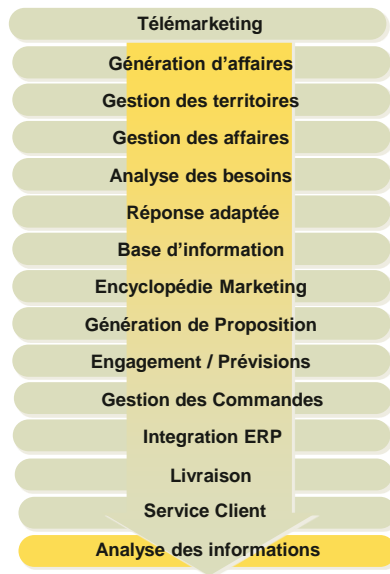 Télémarketing
Génération d'affaires
Gestion des territoires
Gestion des affaires
Analyse des besoins
Réponse adaptée
Base d'information
Encyclopédie Marketing
Génération de Proposition
Engagement / Prévisions
Gestion des Commandes
Integration ERP
Livraison
Service Client
Analyse des informations